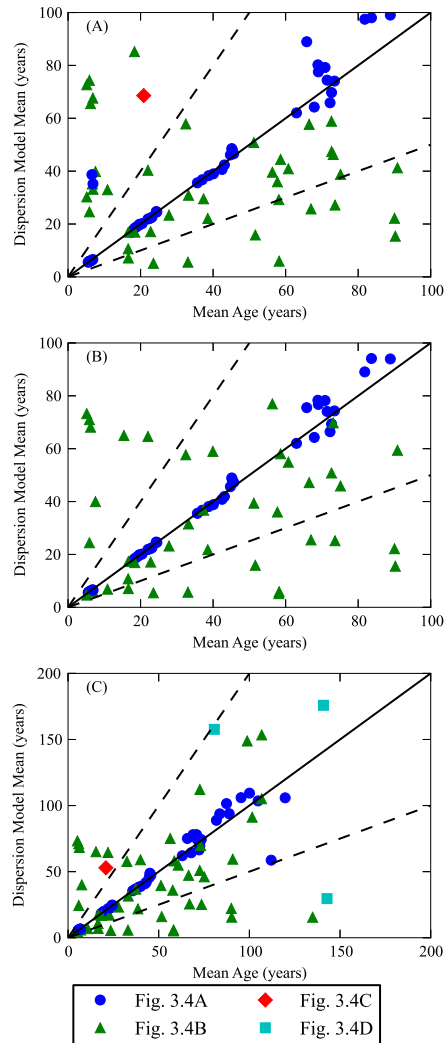 (A)
100
80
60
40
20
0
Dispersion Model Mean (years)
0 20 40 60 80 100
Mean Age (years)
(B)
100
80
60
40
20
0
Dispersion Model Mean (years)
0 20 40 60 80 100
Mean Age (years)
(C)
200
150
100
50
0
Dispersion Model Mean (years)
0 50 100 150 200
Mean Age (years)
Fig. 3.4A Fig. 3.4C
Fig. 3.4B Fig. 3.4D